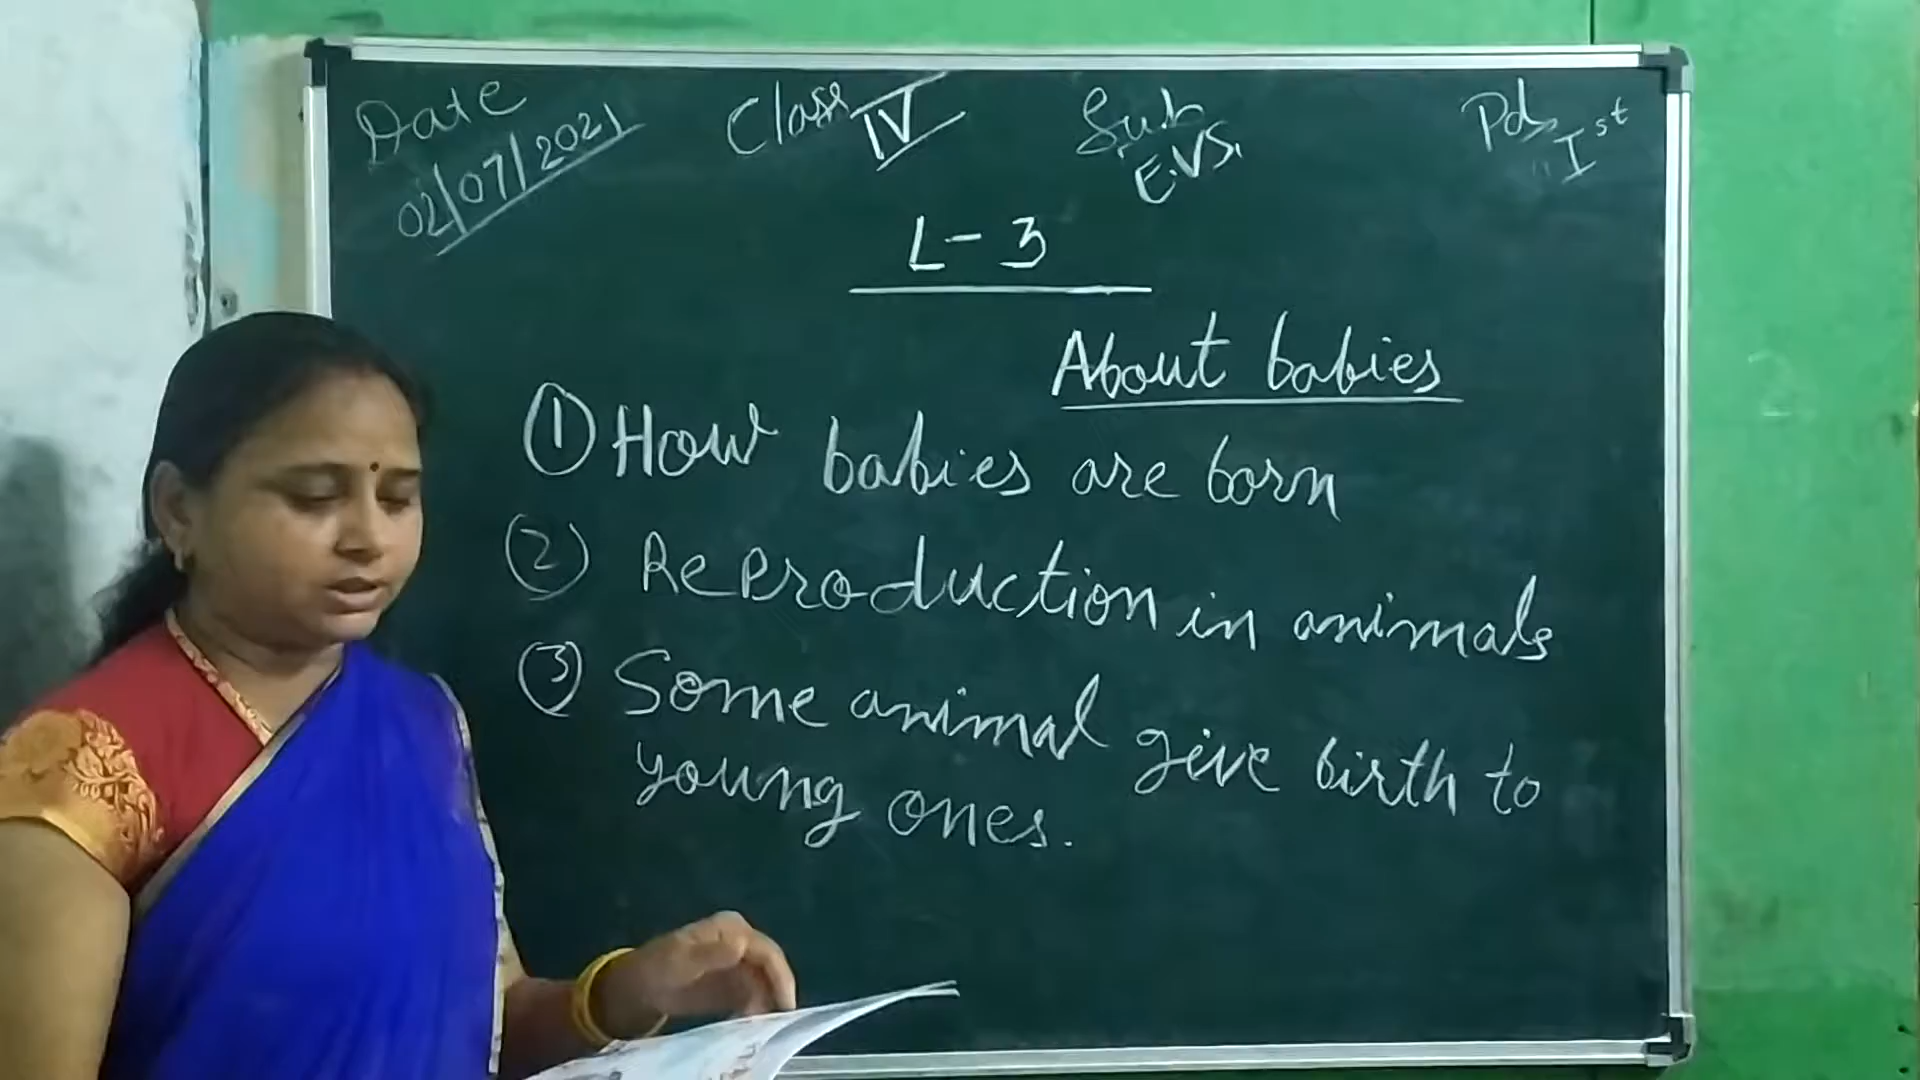 Date Class IV Sub Pd Ist
02/07/2021 E.VS.
L-3
About babies
① How babies are born
② Reproduction in animals
③ Some animal give birth to
young ones.